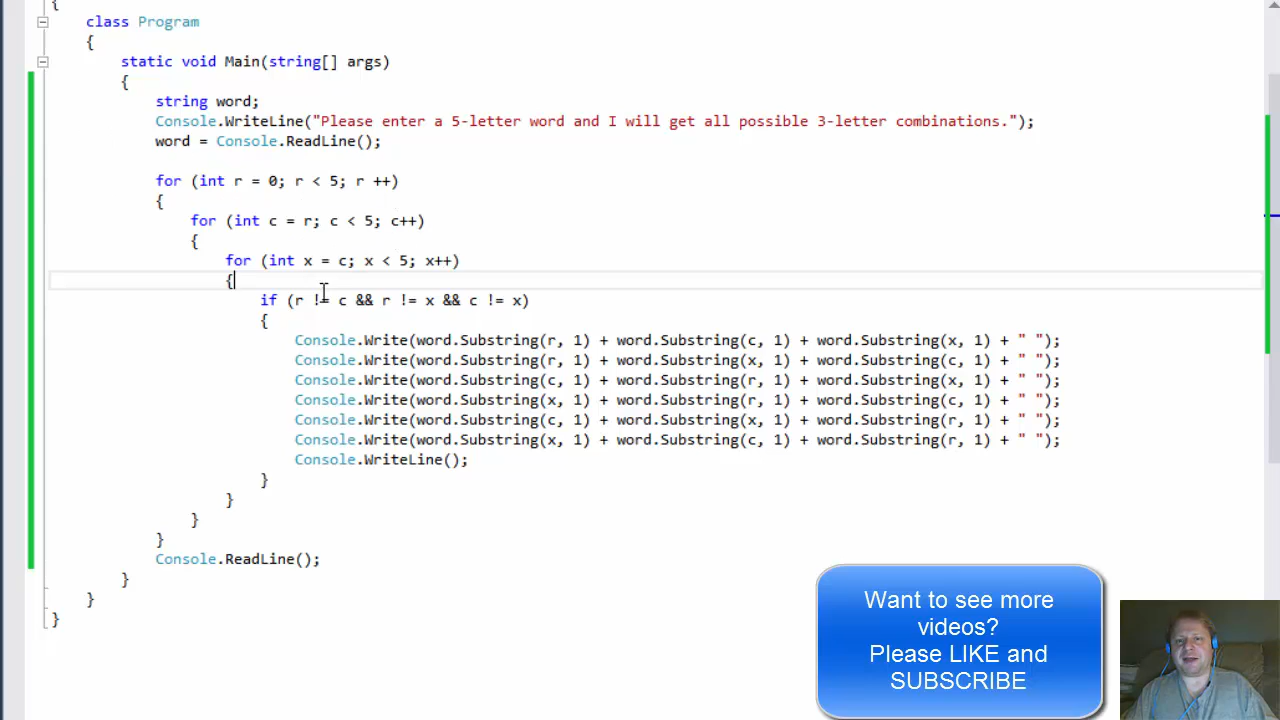 {
class Program
{
static void Main(string[] args)
{
string word;
Console.WriteLine("Please enter a 5-letter word and I will get all possible 3-letter combinations.");
word = Console.ReadLine();
for (int r = 0; r < 5; r ++)
{
for (int c = r; c < 5; c++)
{
for (int x = c; x < 5; x++)
{
if (r != c && r != x && c != x)
{
Console.Write(word.Substring(r, 1) + word.Substring(c, 1) + word.Substring(x, 1) + " ");
Console.Write(word.Substring(r, 1) + word.Substring(x, 1) + word.Substring(c, 1) + " ");
Console.Write(word.Substring(c, 1) + word.Substring(r, 1) + word.Substring(x, 1) + " ");
Console.Write(word.Substring(x, 1) + word.Substring(r, 1) + word.Substring(c, 1) + " ");
Console.Write(word.Substring(c, 1) + word.Substring(x, 1) + word.Substring(r, 1) + " ");
Console.Write(word.Substring(x, 1) + word.Substring(c, 1) + word.Substring(r, 1) + " ");
Console.WriteLine();
}
}
}
}
Console.ReadLine();
}
}
}
Want to see more
videos?
Please LIKE and
SUBSCRIBE